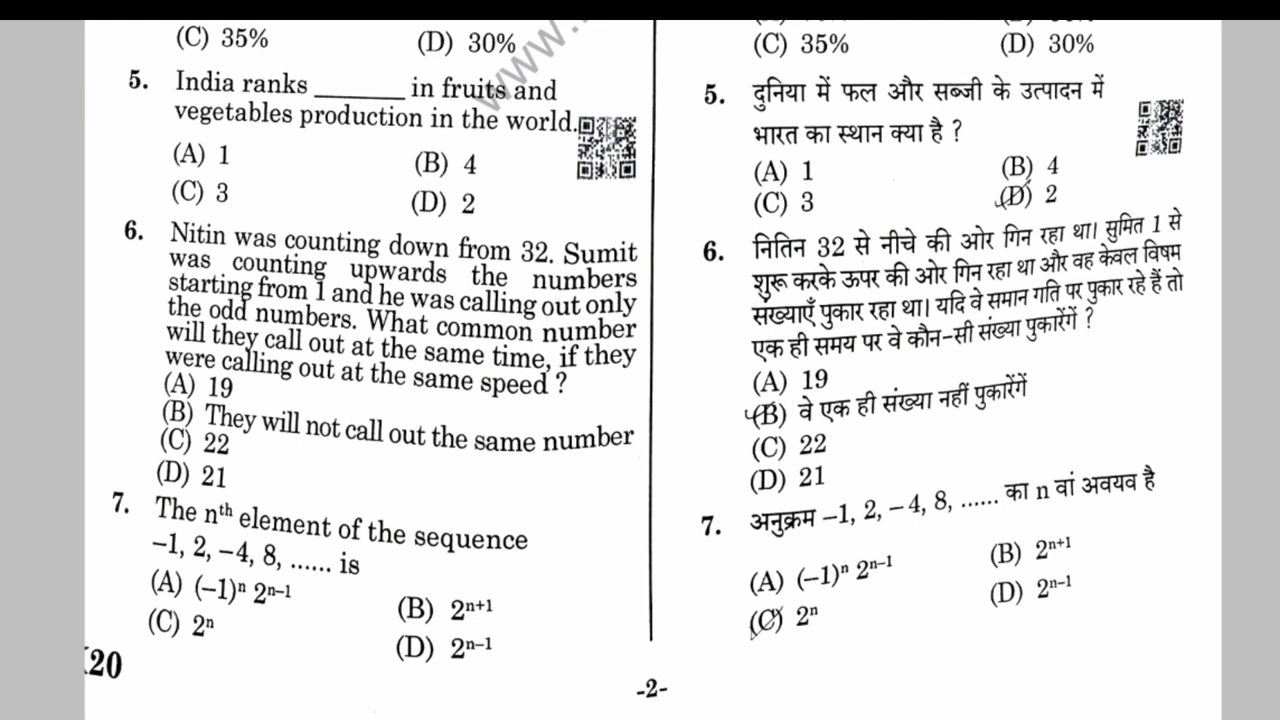 (C) 35% (D) 30%
5. India ranks _______ in fruits and
vegetables production in the world.
(A) 1 (B) 4
(C) 3 (D) 2
6. Nitin was counting down from 32. Sumit
was counting upwards the numbers
starting from 1 and he was calling out only
the odd numbers. What common number
will they call out at the same time, if they
were calling out at the same speed ?
(A) 19
(B) They will not call out the same number
(C) 22
(D) 21
7. The nᵗʰ element of the sequence
–1, 2, –4, 8, ...... is
(A) (–1)ⁿ 2ⁿ⁻¹ (B) 2ⁿ⁺¹
(C) 2ⁿ (D) 2ⁿ⁻¹
20
www.
(C) 35% (D) 30%
5. दुनिया में फल और सब्जी के उत्पादन में
भारत का स्थान क्या है ?
(A) 1 (B) 4
(C) 3 (D) 2
6. नितिन 32 से नीचे की ओर गिन रहा था। सुमित 1 से
शुरू करके ऊपर की ओर गिन रहा था और वह केवल विषम
संख्याएँ पुकार रहा था। यदि वे समान गति पर पुकार रहे हैं तो
एक ही समय पर वे कौन-सी संख्या पुकारेंगें ?
(A) 19
(B) वे एक ही संख्या नहीं पुकारेंगें
(C) 22
(D) 21
7. अनुक्रम –1, 2, – 4, 8, ...... का n वां अवयव है
(A) (–1)ⁿ 2ⁿ⁻¹ (B) 2ⁿ⁺¹
(C) 2ⁿ (D) 2ⁿ⁻¹
-2-